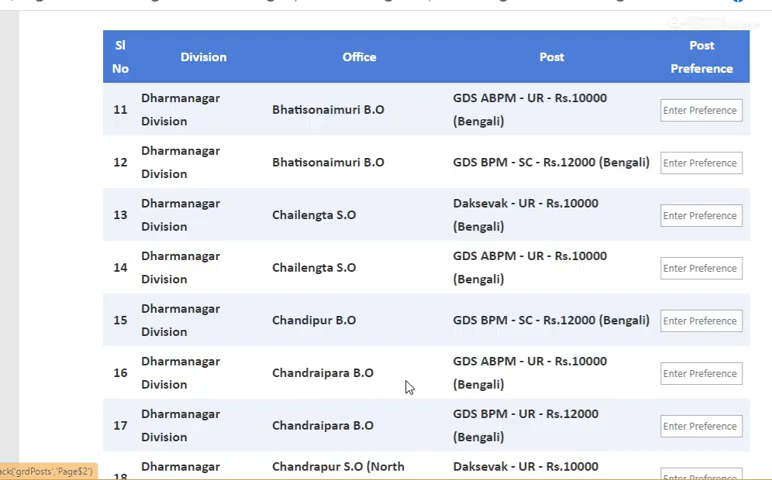 Sl No Division Office Post Post Preference
11 Dharmanagar Division Bhatisonaimuri B.O GDS ABPM - UR - Rs.10000 (Bengali) Enter Preference
12 Dharmanagar Division Bhatisonaimuri B.O GDS BPM - SC - Rs.12000 (Bengali) Enter Preference
13 Dharmanagar Division Chailengta S.O Daksevak - UR - Rs.10000 (Bengali) Enter Preference
14 Dharmanagar Division Chailengta S.O GDS ABPM - UR - Rs.10000 (Bengali) Enter Preference
15 Dharmanagar Division Chandipur B.O GDS BPM - SC - Rs.12000 (Bengali) Enter Preference
16 Dharmanagar Division Chandraipara B.O GDS ABPM - UR - Rs.10000 (Bengali) Enter Preference
17 Dharmanagar Division Chandraipara B.O GDS BPM - UR - Rs.12000 (Bengali) Enter Preference
18 Dharmanagar Chandrapur S.O (North Daksevak - UR - Rs.10000 Enter Preference
ack('grdPosts','Page$2')